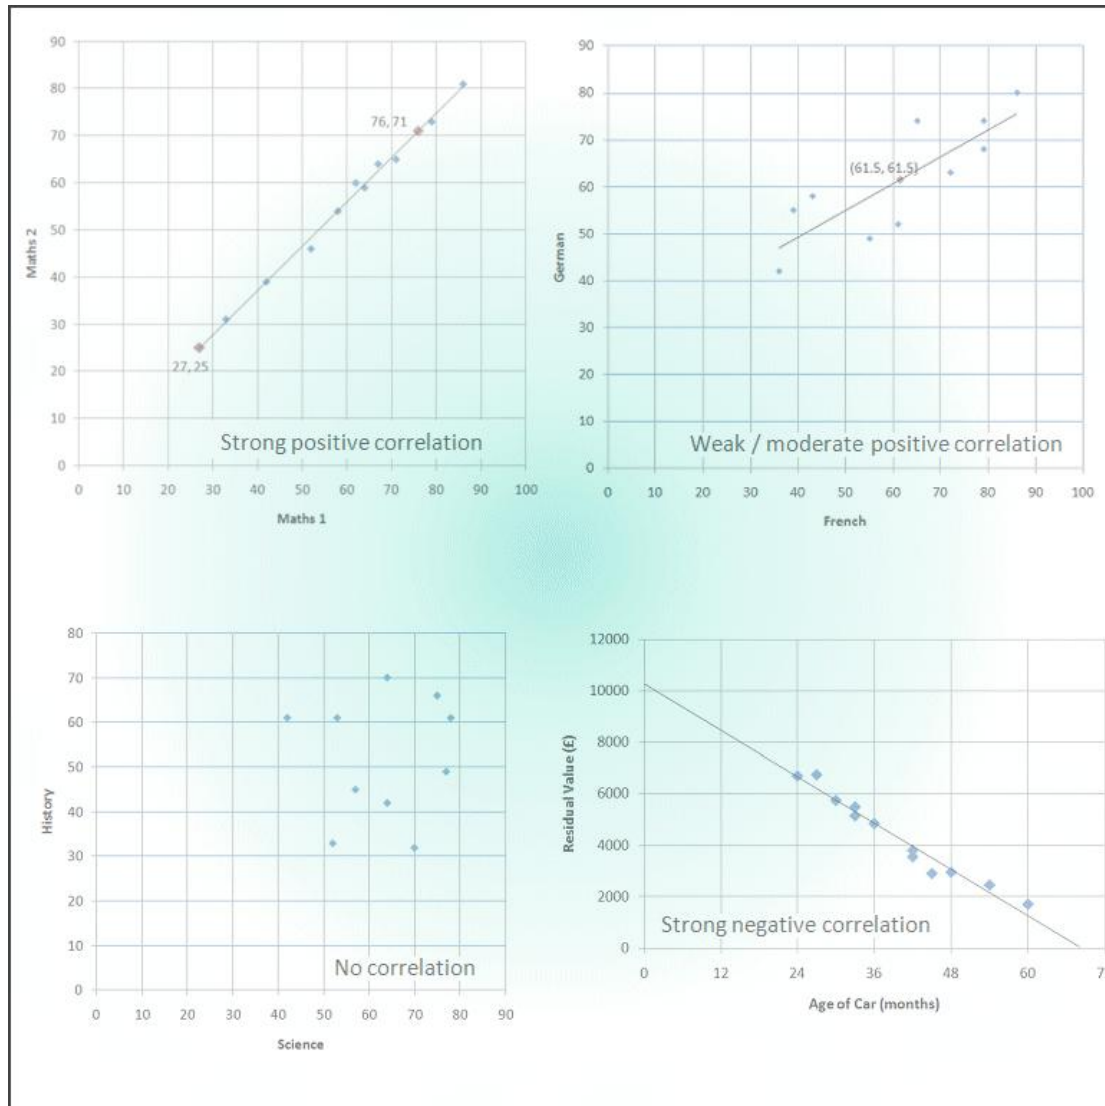 90
80
70
60
50
40
30
20
10
0
Maths 2
76, 71
27, 25
Strong positive correlation
0 10 20 30 40 50 60 70 80 90 100
Maths 1
90
80
70
60
50
40
30
20
10
0
German
(61.5, 61.5)
Weak / moderate positive correlation
0 10 20 30 40 50 60 70 80 90 100
French
80
70
60
50
40
30
20
10
0
History
No correlation
0 10 20 30 40 50 60 70 80 90
Science
12000
10000
8000
6000
4000
2000
0
Residual Value (£)
Strong negative correlation
0 12 24 36 48 60
Age of Car (months)